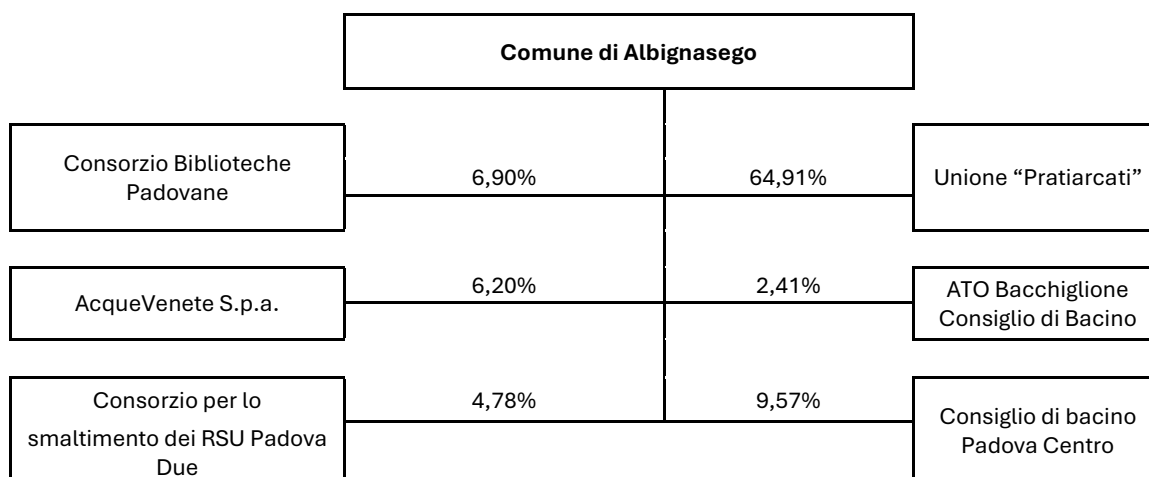 Comune di Albignasego
Consorzio Biblioteche
Padovane
6,90%
64,91%
Unione “Pratiarcati”
AcqueVenete S.p.a.
6,20%
2,41%
ATO Bacchiglione
Consiglio di Bacino
Consorzio per lo
smaltimento dei RSU Padova
Due
4,78%
9,57%
Consiglio di bacino
Padova Centro